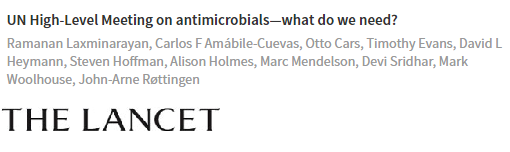 UN High-Level Meeting on antimicrobials—what do we need?
Ramanan Laxminarayan, Carlos F Amábile-Cuevas, Otto Cars, Timothy Evans, David L
Heymann, Steven Hoffman, Alison Holmes, Marc Mendelson, Devi Sridhar, Mark
Woolhouse, John-Arne Røttingen
THE LANCET